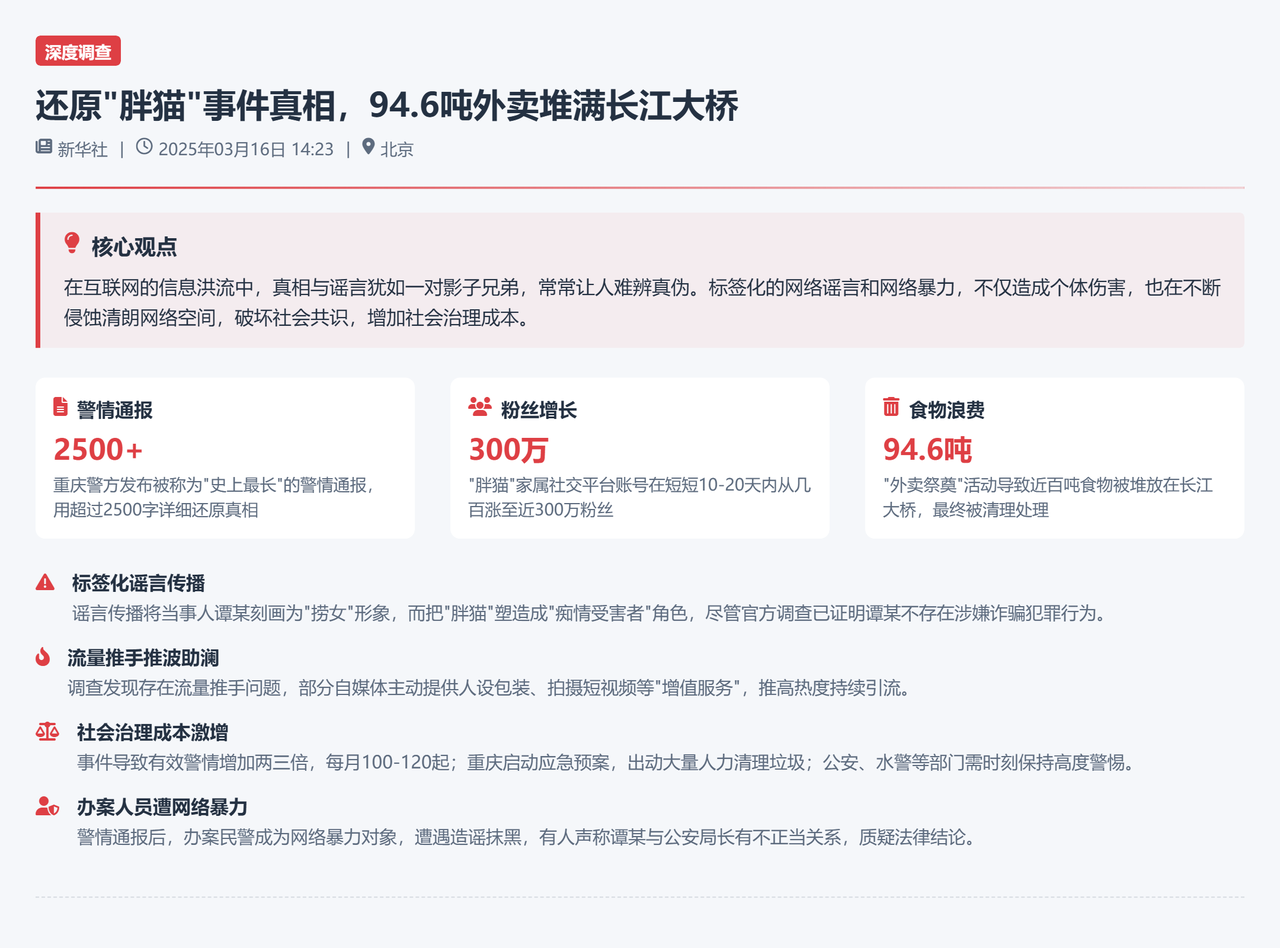 深度调查
还原"胖猫"事件真相，94.6吨外卖堆满长江大桥
新华社 | 2025年03月16日 14:23 | 北京
核心观点
在互联网的信息洪流中，真相与谣言犹如一对影子兄弟，常常让人难辨真伪。标签化的网络谣言和网络暴力，不仅造成个体伤害，也在不断
侵蚀清朗网络空间，破坏社会共识，增加社会治理成本。
警情通报
2500+
重庆警方发布被称为"史上最长"的警情通报，
用超过2500字详细还原真相
粉丝增长
300万
"胖猫"家属社交平台账号在短短10-20天内从几
百涨至近300万粉丝
食物浪费
94.6吨
"外卖祭奠"活动导致近百吨食物被堆放在长江
大桥，最终被清理处理
标签化谣言传播
谣言传播将当事人谭某刻画为"捞女"形象，而把"胖猫"塑造成"痴情受害者"角色，尽管官方调查已证明谭某不存在涉嫌诈骗犯罪行为。
流量推手推波助澜
调查发现存在流量推手问题，部分自媒体主动提供人设包装、拍摄短视频等"增值服务"，推高热度持续引流。
社会治理成本激增
事件导致有效警情增加两三倍，每月100-120起；重庆启动应急预案，出动大量人力清理垃圾；公安、水警等部门需时刻保持高度警惕。
办案人员遭网络暴力
警情通报后，办案民警成为网络暴力对象，遭遇造谣抹黑，有人声称谭某与公安局长有不正当关系，质疑法律结论。